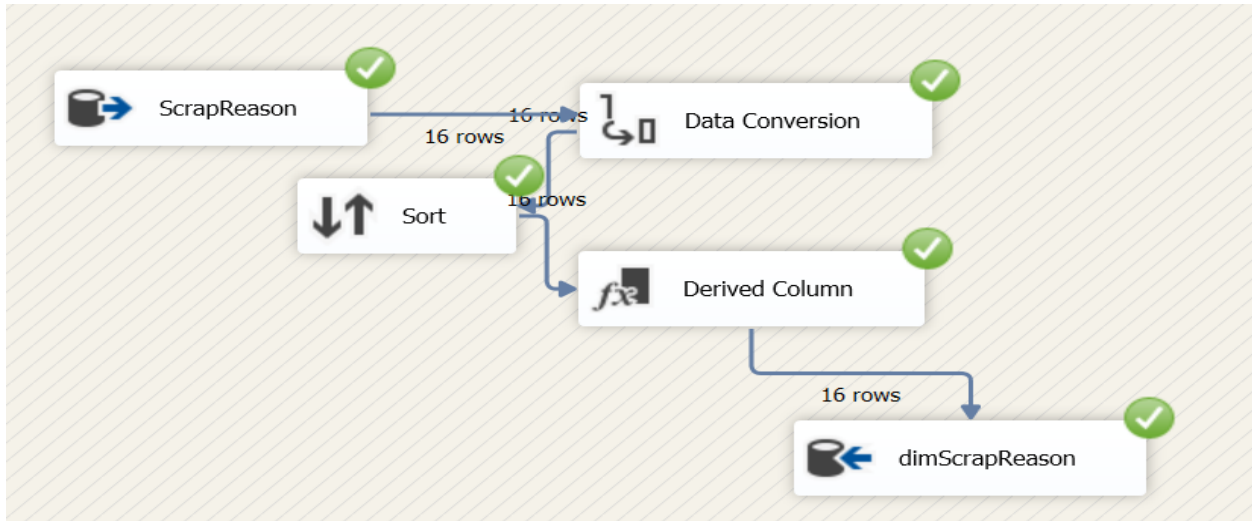 ScrapReason
16 rows
16 rows
Data Conversion
Sort
16 rows
Derived Column
16 rows
dimScrapReason